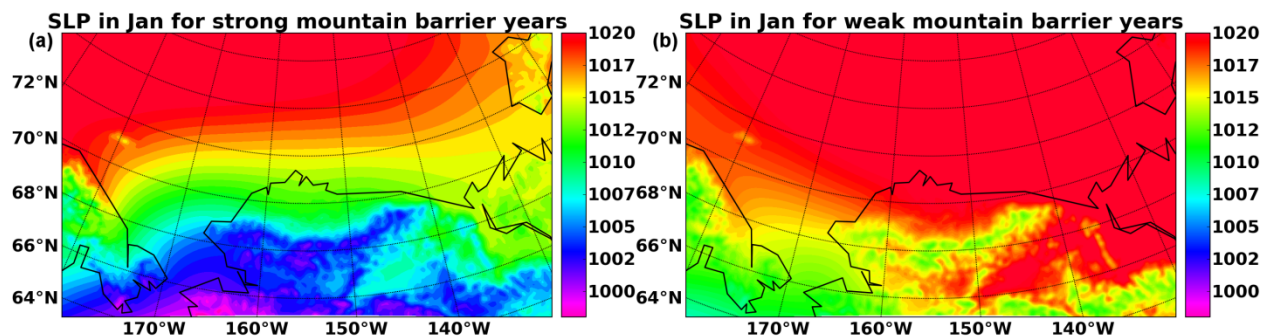 SLP in Jan for strong mountain barrier years
(a)
72°N
70°N
68°N
66°N
64°N
170°W 160°W 150°W 140°W
1020
1017
1015
1012
1010
1007
1005
1002
1000
SLP in Jan for weak mountain barrier years
(b)
72°N
70°N
68°N
66°N
64°N
170°W 160°W 150°W 140°W
1020
1017
1015
1012
1010
1007
1005
1002
1000